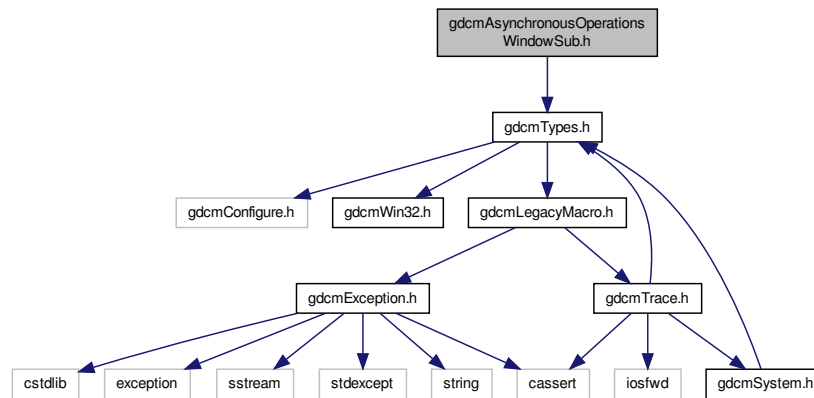 gdcmAsynchronousOperations
WindowSub.h
gdcmTypes.h
gdcmConfigure.h
gdcmWin32.h
gdcmLegacyMacro.h
gdcmException.h
gdcmTrace.h
cstdlib
exception
sstream
stdexcept
string
cassert
iosfwd
gdcmSystem.h